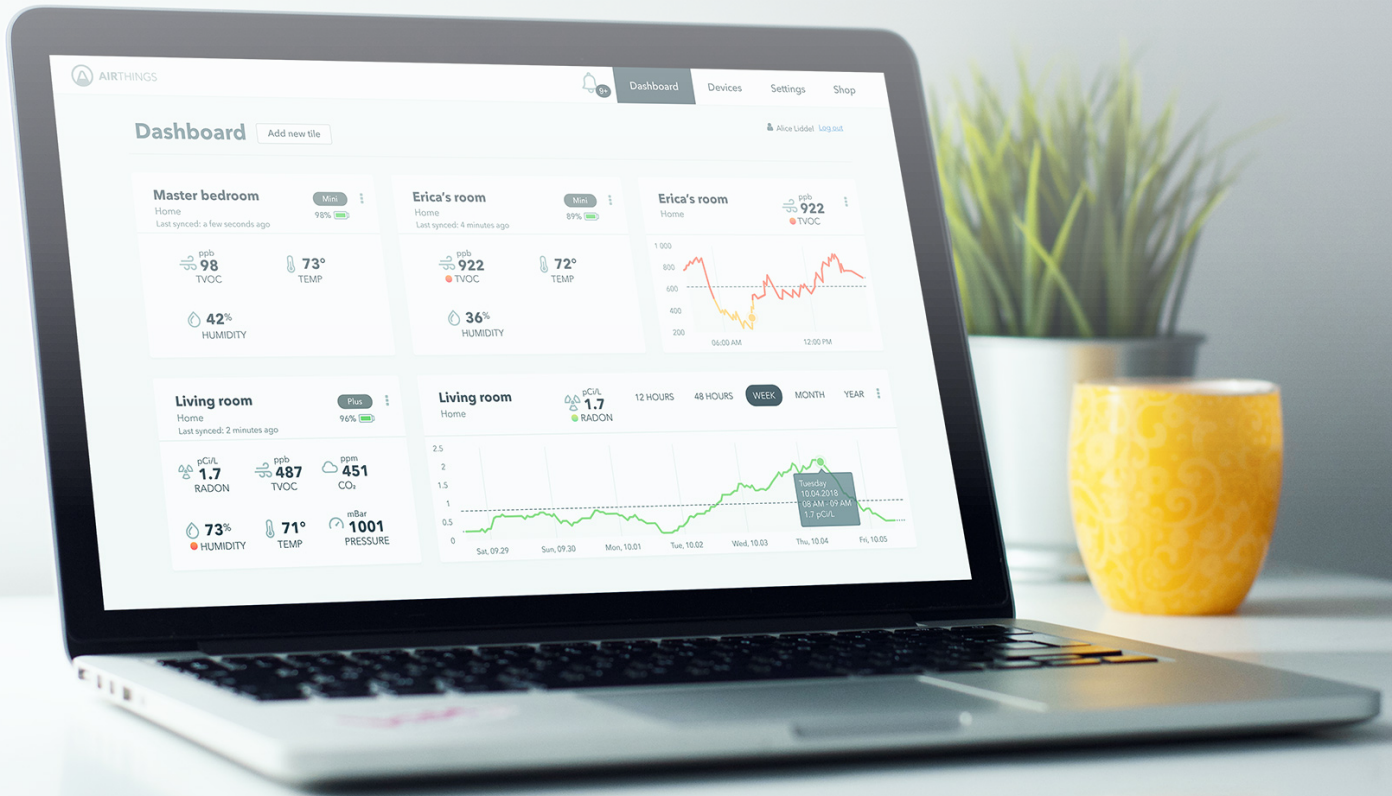 AIRTHINGS
9+
Dashboard
Devices
Settings
Shop
Dashboard
Add new tile
Alice Liddel Log out
Master bedroom
Mini
Home
98%
Last synced: a few seconds ago
ppb
98
TVOC
73°
TEMP
42%
HUMIDITY
Erica's room
Mini
Home
89%
Last synced: 4 minutes ago
ppb
922
TVOC
72°
TEMP
36%
HUMIDITY
Erica's room
Home
ppb
922
TVOC
1 000
800
600
400
200
06:00 AM
12:00 PM
Living room
Plus
Home
96%
Last synced: 2 minutes ago
pCi/L
1.7
RADON
ppb
487
TVOC
ppm
451
CO₂
73%
HUMIDITY
71°
TEMP
mBar
1001
PRESSURE
Living room
Home
pCi/L
1.7
RADON
12 HOURS
48 HOURS
WEEK
MONTH
YEAR
2.5
2
1.5
1
0.5
0
Tuesday
10.04.2018
08 AM - 09 AM
1.7 pCi/L
Sat, 09.29
Sun, 09.30
Mon, 10.01
Tue, 10.02
Wed, 10.03
Thu, 10.04
Fri, 10.05